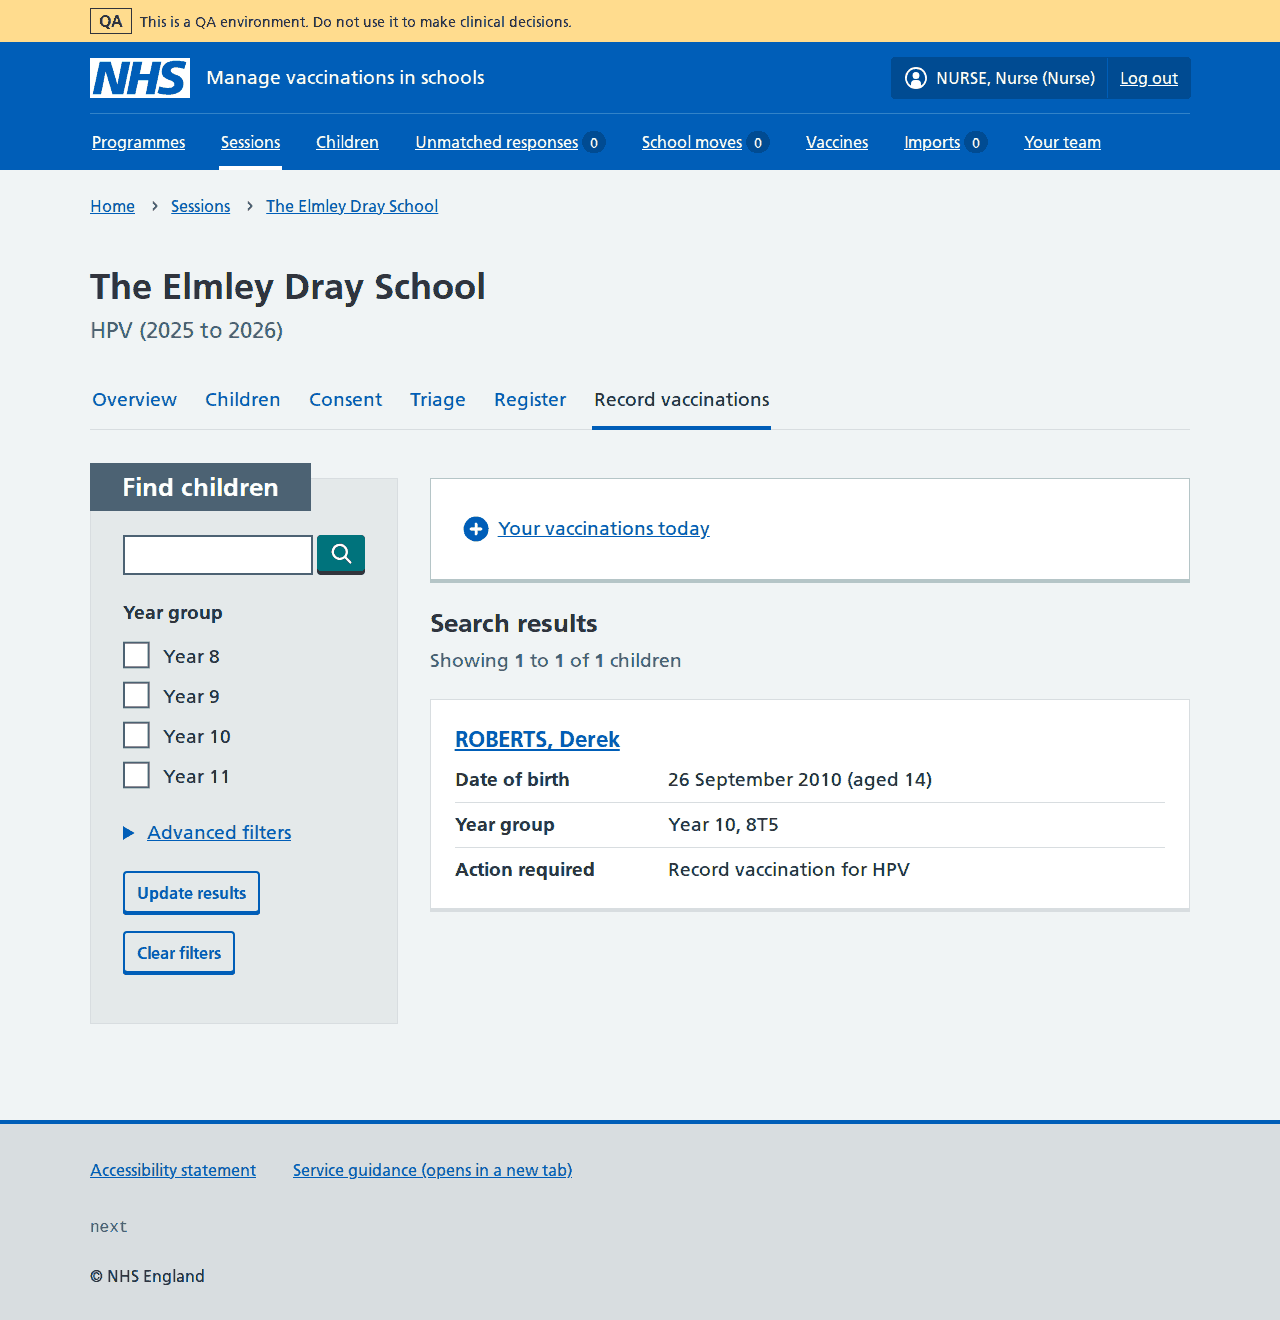 QA This is a QA environment. Do not use it to make clinical decisions.
NHS Manage vaccinations in schools NURSE, Nurse (Nurse) Log out
Programmes Sessions Children Unmatched responses 0 School moves 0 Vaccines Imports 0 Your team
Home Sessions The Elmley Dray School
The Elmley Dray School
HPV (2025 to 2026)
Overview Children Consent Triage Register Record vaccinations
Find children
Year group
Year 8
Year 9
Year 10
Year 11
Advanced filters
Update results
Clear filters
Your vaccinations today
Search results
Showing 1 to 1 of 1 children
ROBERTS, Derek
Date of birth 26 September 2010 (aged 14)
Year group Year 10, 8T5
Action required Record vaccination for HPV
Accessibility statement Service guidance (opens in a new tab)
next
© NHS England